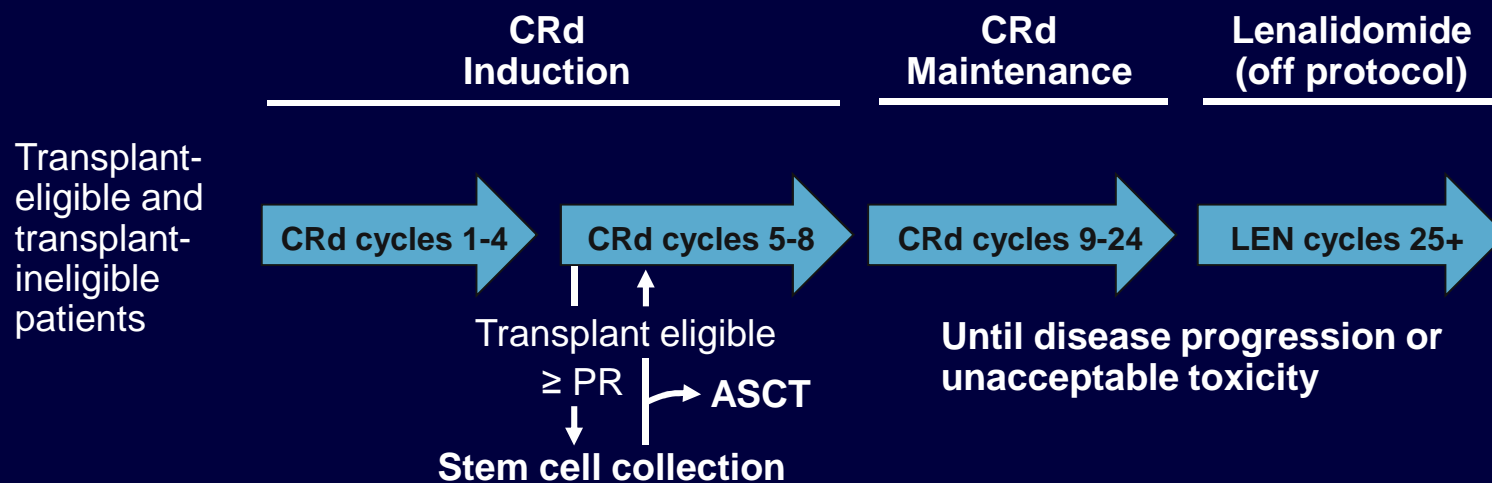 CRd
Induction
CRd
Maintenance
Lenalidomide
(off protocol)
Transplant-
eligible and
transplant-
ineligible
patients
CRd cycles 1-4
CRd cycles 5-8
CRd cycles 9-24
LEN cycles 25+
Transplant eligible
≥ PR
ASCT
Stem cell collection
Until disease progression or
unacceptable toxicity